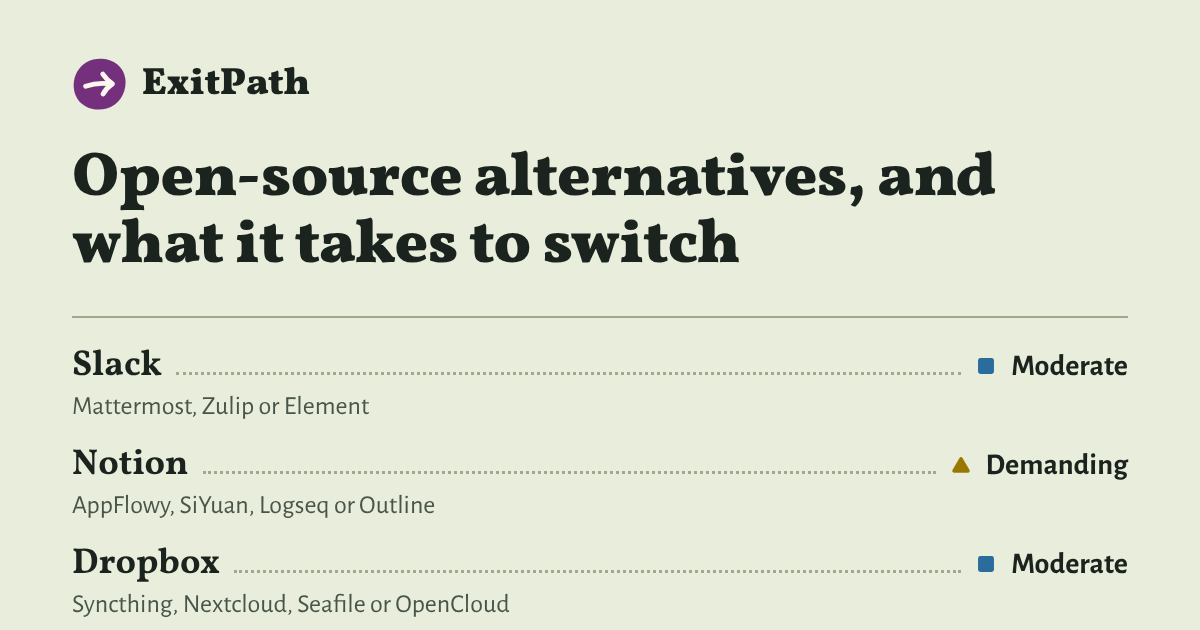 ExitPath
Open-source alternatives, and
what it takes to switch
Slack Moderate
Mattermost, Zulip or Element
Notion Demanding
AppFlowy, SiYuan, Logseq or Outline
Dropbox Moderate
Syncthing, Nextcloud, Seafile or OpenCloud